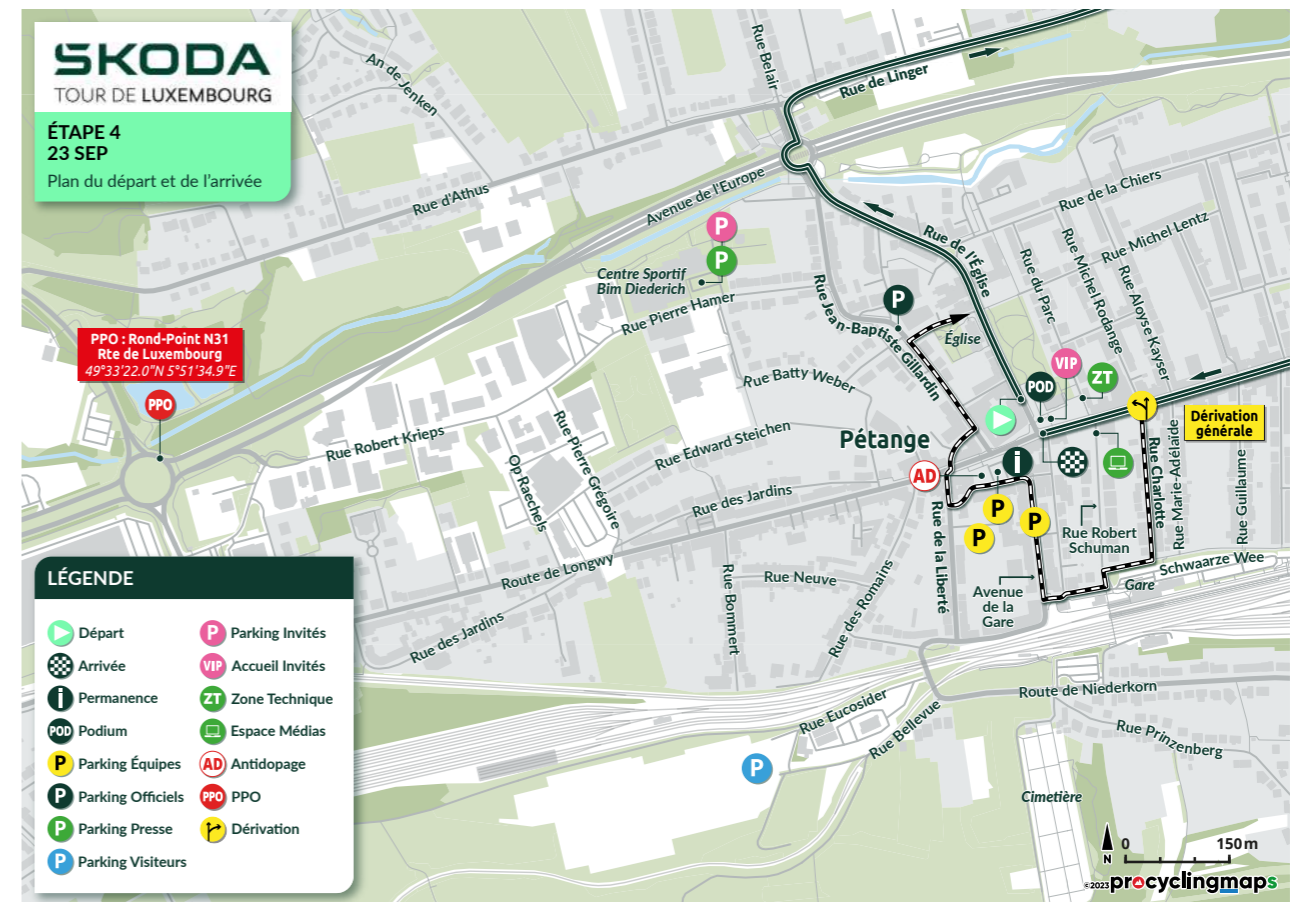 ŠKODA
TOUR DE LUXEMBOURG
ÉTAPE 4
23 SEP
Plan du départ et de l'arrivée
An de Jenken
Rue Belair
Rue de Linger
Rue d'Athus
Avenue de l'Europe
Rue de la Chiers
Rue Michel Lentz
Rue Michel Rodange
Rue Aloyse Kayser
Rue du Parc
Rue de l'Église
P
P
Centre Sportif
Bim Diederich
Rue Pierre Hamer
Rue Jean-Baptiste Gillardin
P
Église
PPO : Rond-Point N31
Rte de Luxembourg
49°33'22.0"N 5°51'34.9"E
PPO
Rue Batty Weber
POD
VIP
ZT
Dérivation
générale
Pétange
Rue Robert Krieps
Rue Pierre Grégoire
Op Raechels
Rue Edward Steichen
Rue des Jardins
AD
i
P
P
P
Rue Charlotte
Rue Marie-Adélaïde
Rue Guillaume
Rue Robert
Schuman
Rue de la Liberté
Route de Longwy
Rue Bommert
Rue Neuve
Rue des Romains
Avenue
de la
Gare
Gare
Schwaarze Wee
Rue des Jardins
Route de Niederkorn
Rue Prinzenberg
Rue Eucosider
Rue Bellevue
P
Cimetière
LÉGENDE
Départ
Arrivée
i Permanence
POD Podium
P Parking Équipes
P Parking Officiels
P Parking Presse
P Parking Visiteurs
P Parking Invités
VIP Accueil Invités
ZT Zone Technique
Espace Médias
AD Antidopage
PPO PPO
Dérivation
N
0 150 m
©2023 procyclingmaps